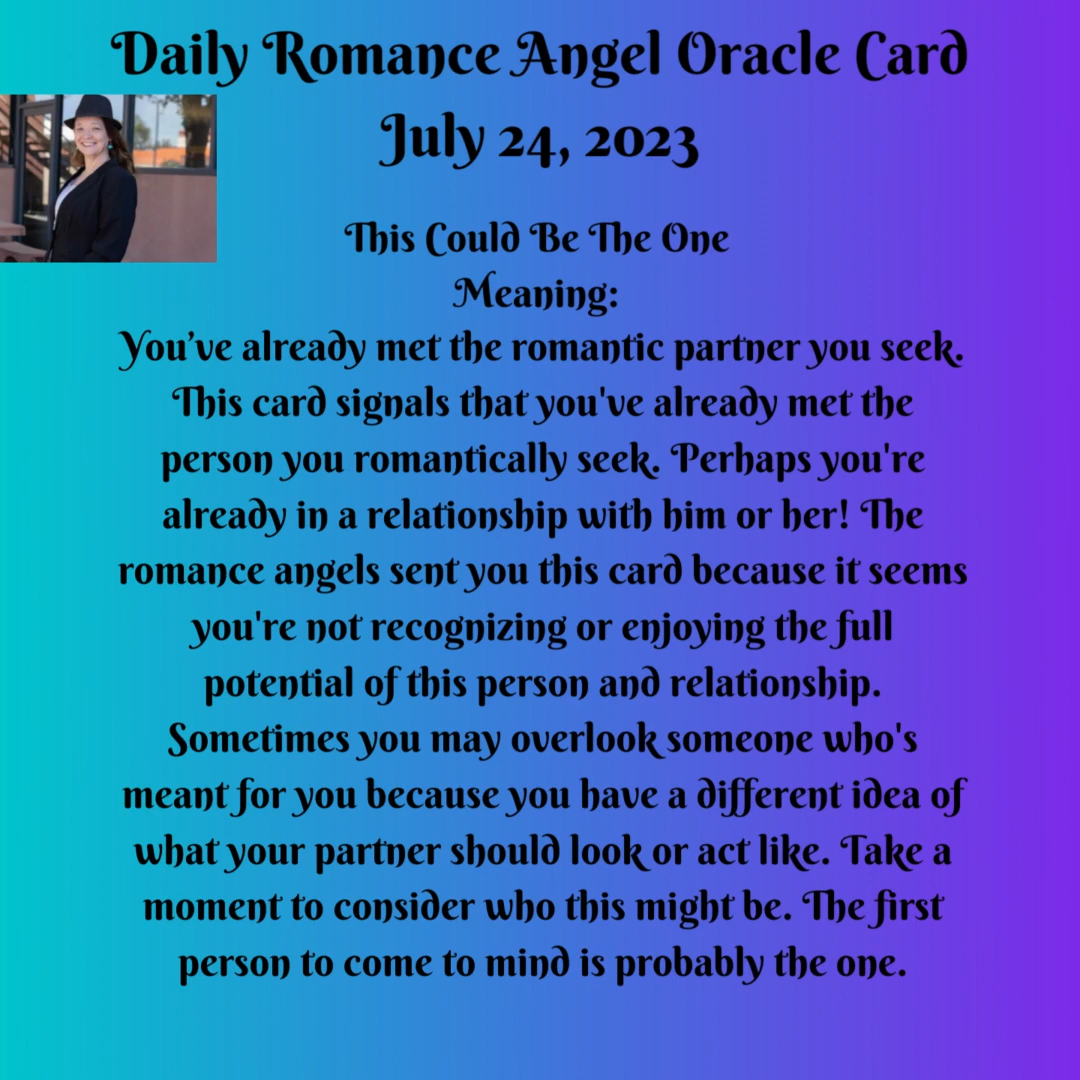 Daily Romance Angel Oracle Card
July 24, 2023
This Could Be The One
Meaning:
You’ve already met the romantic partner you seek.
This card signals that you've already met the
person you romantically seek. Perhaps you're
already in a relationship with him or her! The
romance angels sent you this card because it seems
you're not recognizing or enjoying the full
potential of this person and relationship.
Sometimes you may overlook someone who's
meant for you because you have a different idea of
what your partner should look or act like. Take a
moment to consider who this might be. The first
person to come to mind is probably the one.